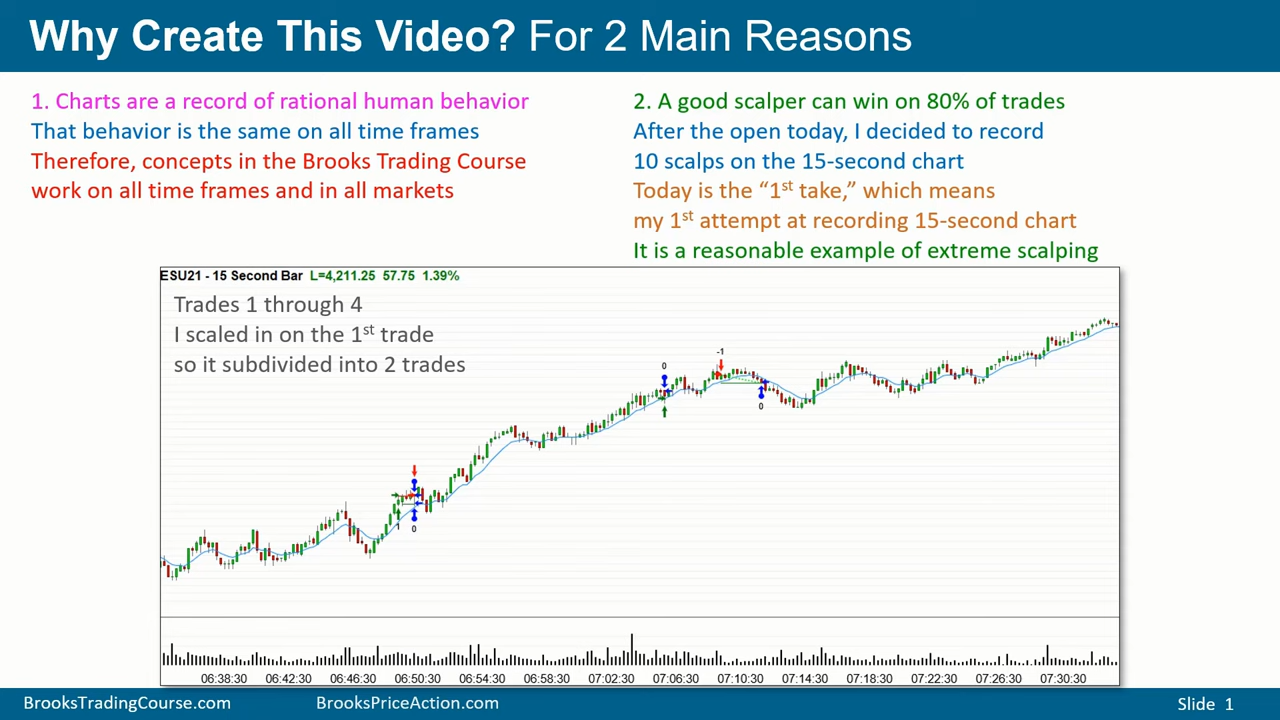 Why Create This Video? For 2 Main Reasons
1. Charts are a record of rational human behavior
That behavior is the same on all time frames
Therefore, concepts in the Brooks Trading Course
work on all time frames and in all markets
2. A good scalper can win on 80% of trades
After the open today, I decided to record
10 scalps on the 15-second chart
Today is the “1st take,” which means
my 1st attempt at recording 15-second chart
It is a reasonable example of extreme scalping
ESU21 - 15 Second Bar L=4,211.25 57.75 1.39%
Trades 1 through 4
I scaled in on the 1st trade
so it subdivided into 2 trades
-1
0
0
1
0
06:38:30 06:42:30 06:46:30 06:50:30 06:54:30 06:58:30 07:02:30 07:06:30 07:10:30 07:14:30 07:18:30 07:22:30 07:26:30 07:30:30
BrooksTradingCourse.com BrooksPriceAction.com Slide 1